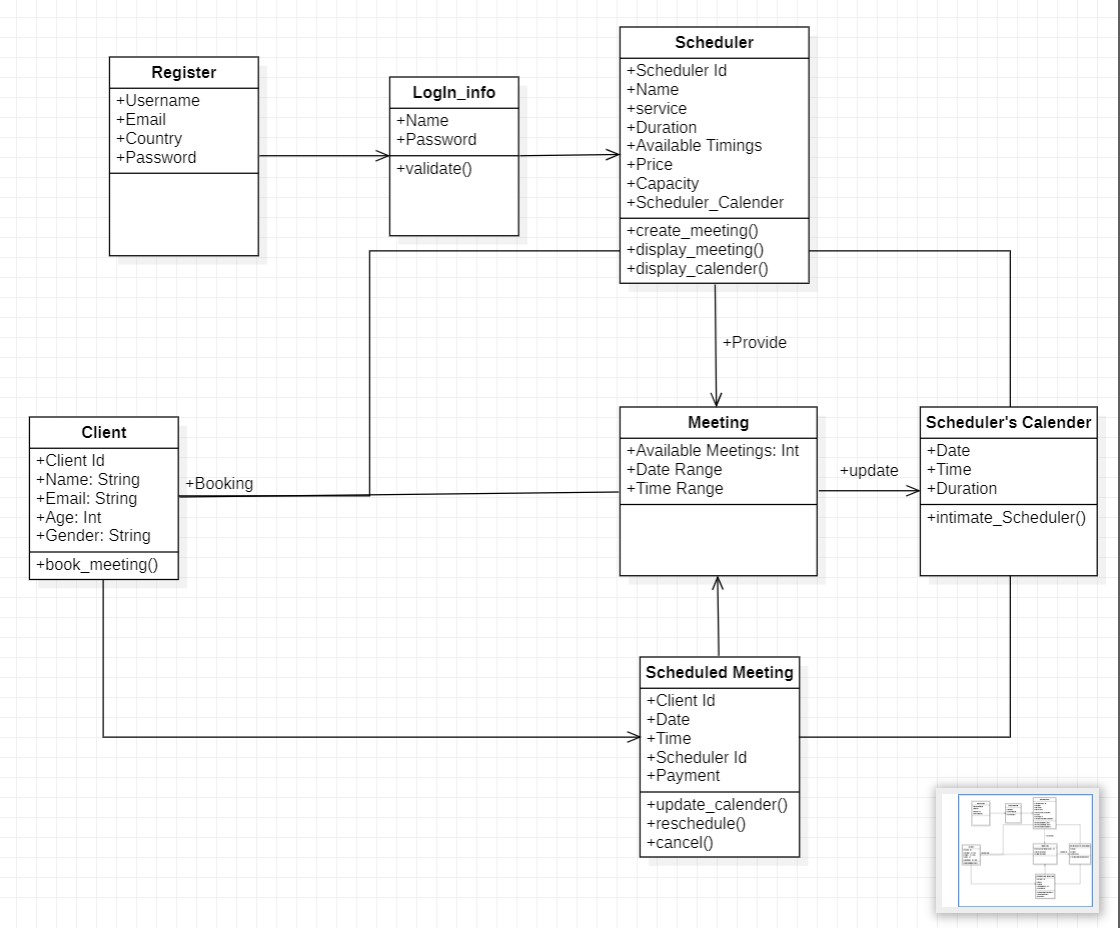 Register
+Username
+Email
+Country
+Password
LogIn_info
+Name
+Password
+validate()
Scheduler
+Scheduler Id
+Name
+service
+Duration
+Available Timings
+Price
+Capacity
+Scheduler_Calender
+create_meeting()
+display_meeting()
+display_calender()
+Provide
Client
+Client Id
+Name: String
+Email: String
+Age: Int
+Gender: String
+book_meeting()
+Booking
Meeting
+Available Meetings: Int
+Date Range
+Time Range
+update
Scheduler's Calender
+Date
+Time
+Duration
+intimate_Scheduler()
Scheduled Meeting
+Client Id
+Date
+Time
+Scheduler Id
+Payment
+update_calender()
+reschedule()
+cancel()